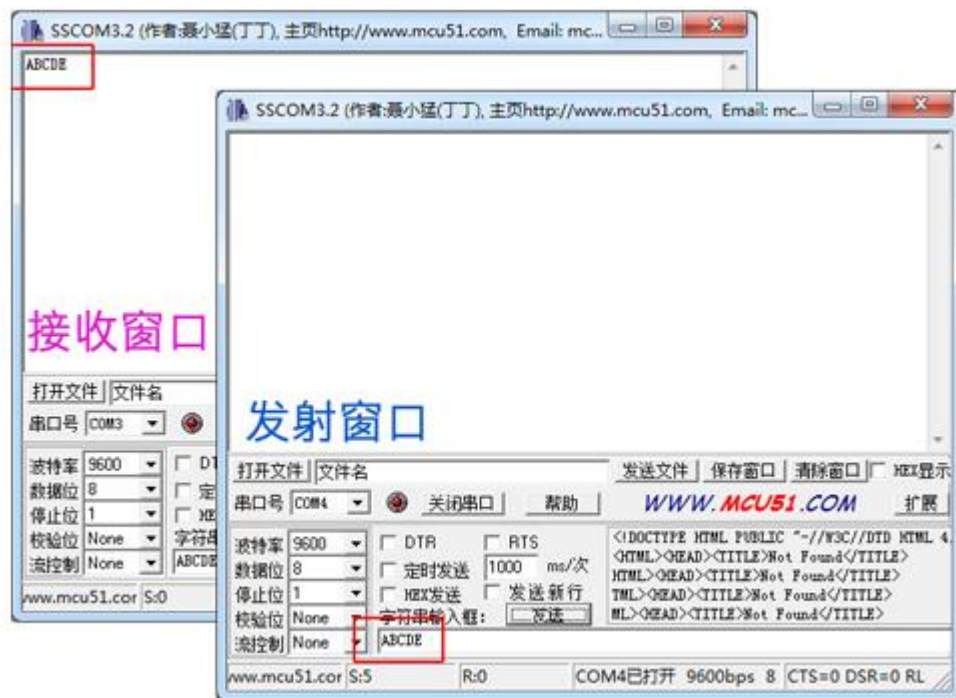 SSCOM3.2 (作者:聂小猛(丁丁), 主页http://www.mcu51.com, Email: mc...
ABCDE
接收窗口
打开文件 文件名
串口号 COM3
波特率 9600 DT
数据位 8 定
停止位 1 HE
校验位 None 字符串
流控制 None ABCDE
www.mcu51.cor S:0
SSCOM3.2 (作者:聂小猛(丁丁), 主页http://www.mcu51.com, Email: mc...
发射窗口
打开文件 文件名 发送文件 保存窗口 清除窗口 HEX显示
串口号 COM4 关闭串口 帮助 WWW.MCU51.COM 扩展
波特率 9600 DTR RTS
数据位 8 定时发送 1000 ms/次
停止位 1 HEX发送 发送新行
校验位 None 字符串输入框: 发送
流控制 None ABCDE
<!DOCTYPE HTML PUBLIC "-//W3C//DTD HTML 4.
<HTML><HEAD><TITLE>Not Found</TITLE>
HTML><HEAD><TITLE>Not Found</TITLE>
TML><HEAD><TITLE>Not Found</TITLE>
ML><HEAD><TITLE>Not Found</TITLE>
www.mcu51.cor S:5 R:0 COM4已打开 9600bps 8 CTS=0 DSR=0 RL